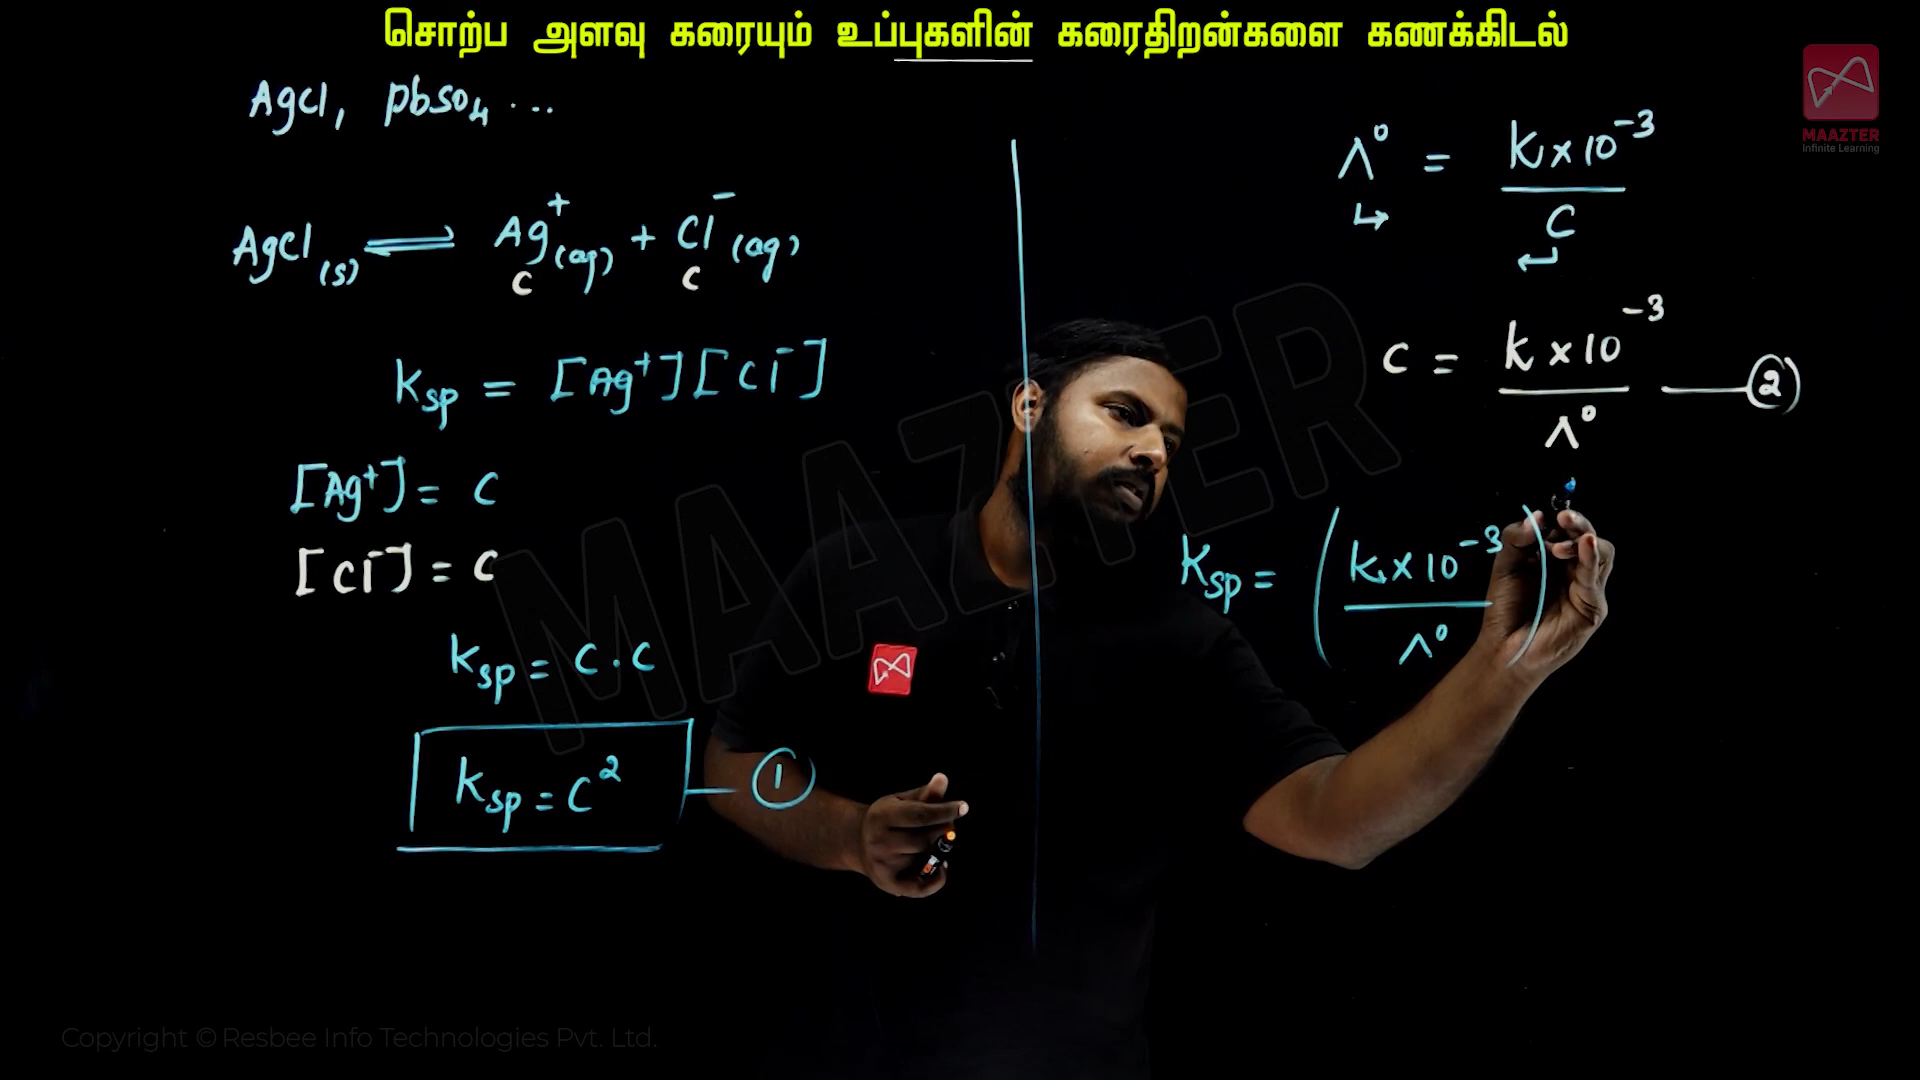 சொற்ப அளவு கரையும் உப்புகளின் கரைதிறன்களை கணக்கிடல்
MAAZTER
Infinite Learning
AgCl, PbSO₄ ...
AgCl(s) ⇌ Ag⁺(aq) + Cl⁻(aq)
C C
Ksp = [Ag⁺][Cl⁻]
[Ag⁺] = C
[Cl⁻] = C
Ksp = C . C
Ksp = C² — ①
Λ° = K × 10⁻³ / C
C = K × 10⁻³ / Λ° — ②
Ksp = ( K × 10⁻³ / Λ° )
MAAZTER
Copyright © Resbee Info Technologies Pvt. Ltd.